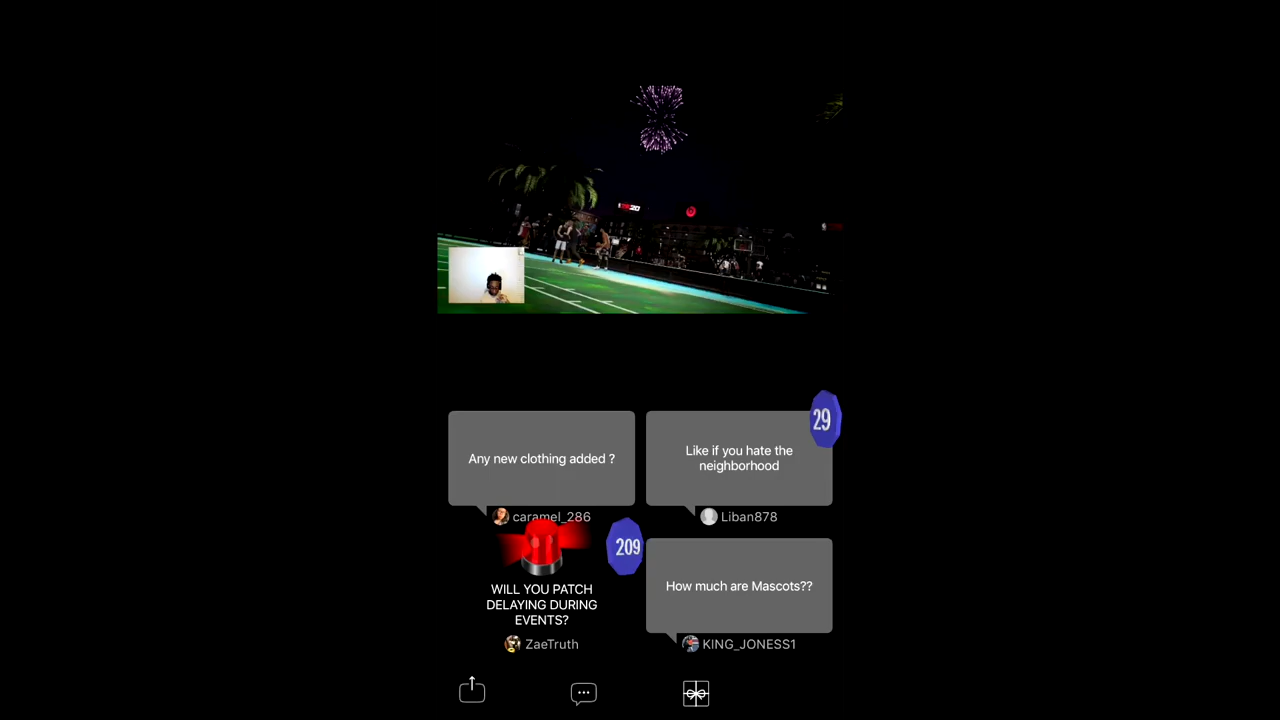 2K20
29
Any new clothing added ?
Like if you hate the
neighborhood
caramel_286
Liban878
209
WILL YOU PATCH
DELAYING DURING
EVENTS?
How much are Mascots??
ZaeTruth
KING_JONESS1